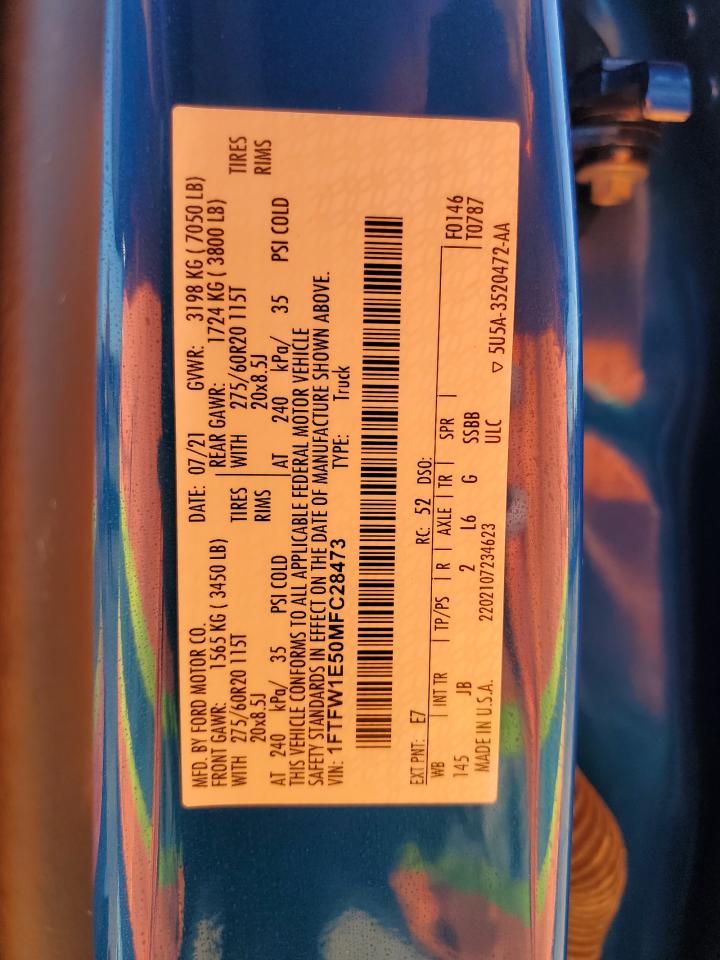 MFD. BY FORD MOTOR CO. DATE: 07/21 GVWR: 3198 KG ( 7050 LB)
FRONT GAWR: 1565 KG ( 3450 LB) REAR GAWR: 1724 KG ( 3800 LB)
WITH 275/60R20 115T TIRES WITH 275/60R20 115T TIRES
20x8.5J RIMS 20x8.5J RIMS
AT 240 kPa/ 35 PSI COLD AT 240 kPa/ 35 PSI COLD
THIS VEHICLE CONFORMS TO ALL APPLICABLE FEDERAL MOTOR VEHICLE
SAFETY STANDARDS IN EFFECT ON THE DATE OF MANUFACTURE SHOWN ABOVE.
VIN: 1FTFW1E50MFC28473 TYPE: Truck
EXT PNT: E7 RC: 52 DSO:
WB | INT TR | TP/PS | R | AXLE | TR | SPR F0146
145 JB 2 L6 G SSBB T0787
MADE IN U.S.A. 2202107234623 ULC ▽ 5U5A-3520472-AA